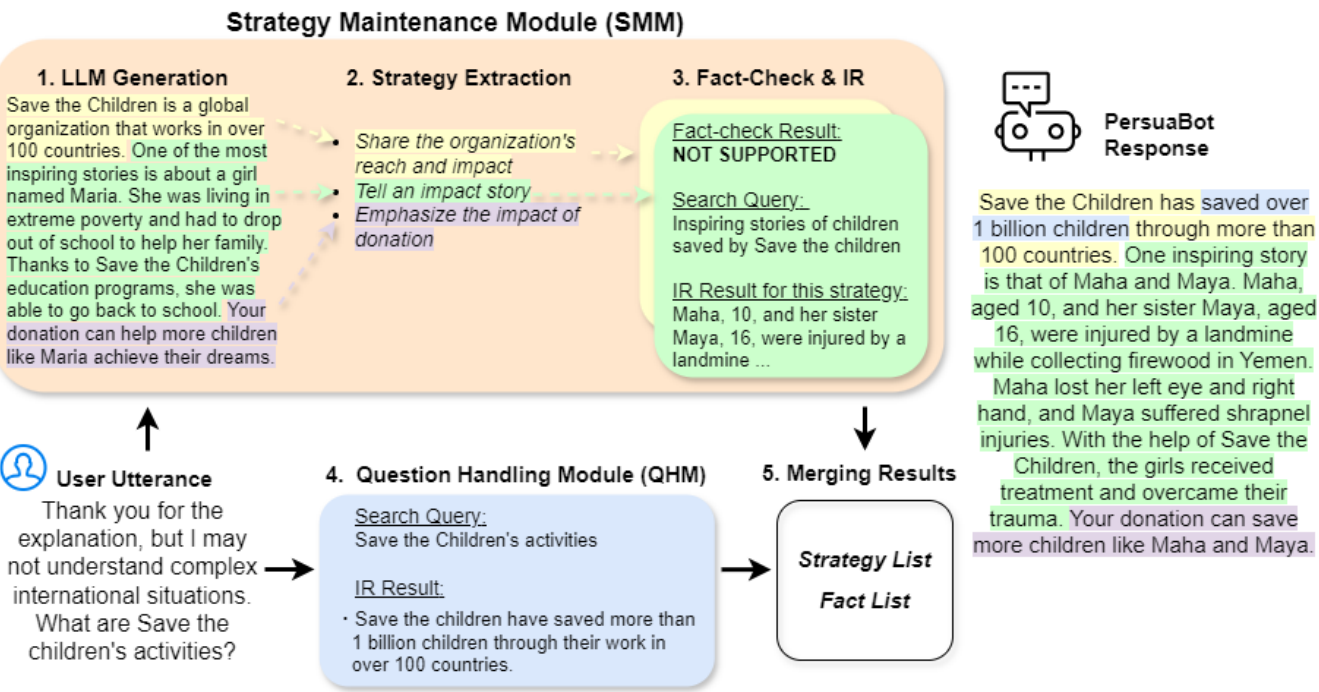 Strategy Maintenance Module (SMM)
1. LLM Generation
Save the Children is a global
organization that works in over
100 countries. One of the most
inspiring stories is about a girl
named Maria. She was living in
extreme poverty and had to drop
out of school to help her family.
Thanks to Save the Children's
education programs, she was
able to go back to school. Your
donation can help more children
like Maria achieve their dreams.
2. Strategy Extraction
• Share the organization's
reach and impact
• Tell an impact story
• Emphasize the impact of
donation
3. Fact-Check & IR
Fact-check Result:
NOT SUPPORTED
Search Query:
Inspiring stories of children
saved by Save the children
IR Result for this strategy:
Maha, 10, and her sister
Maya, 16, were injured by a
landmine ...
User Utterance
Thank you for the
explanation, but I may
not understand complex
international situations.
What are Save the
children's activities?
4. Question Handling Module (QHM)
Search Query:
Save the Children's activities
IR Result:
· Save the children have saved more than
1 billion children through their work in
over 100 countries.
5. Merging Results
Strategy List
Fact List
PersuaBot
Response
Save the Children has saved over
1 billion children through more than
100 countries. One inspiring story
is that of Maha and Maya. Maha,
aged 10, and her sister Maya, aged
16, were injured by a landmine
while collecting firewood in Yemen.
Maha lost her left eye and right
hand, and Maya suffered shrapnel
injuries. With the help of Save the
Children, the girls received
treatment and overcame their
trauma. Your donation can save
more children like Maha and Maya.